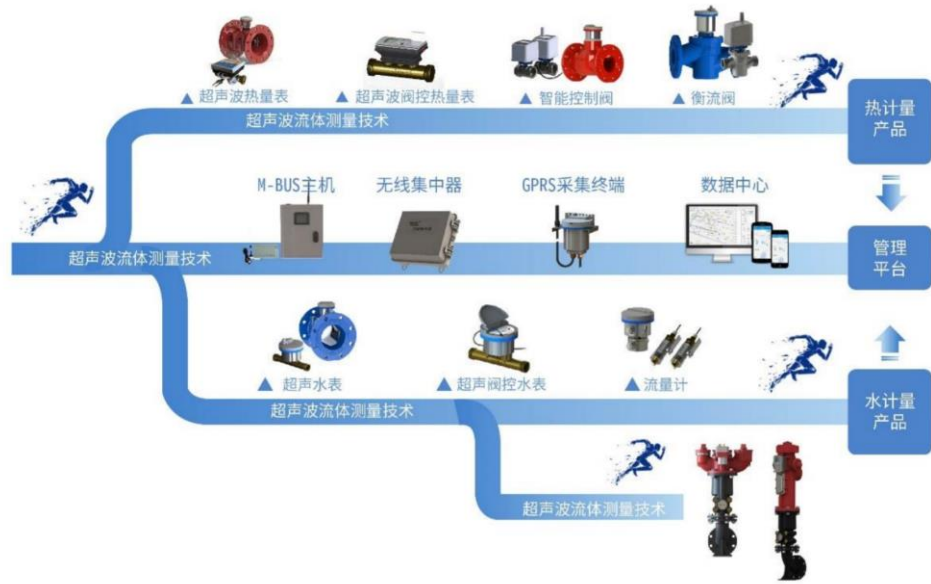 ▲ 超声波热量表
▲ 超声波阀控热量表
▲ 智能控制阀
▲ 衡流阀
超声波流体测量技术
热计量
产品
M-BUS主机
无线集中器
GPRS采集终端
数据中心
超声波流体测量技术
管理
平台
▲ 超声水表
▲ 超声阀控水表
▲ 流量计
超声波流体测量技术
水计量
产品
超声波流体测量技术